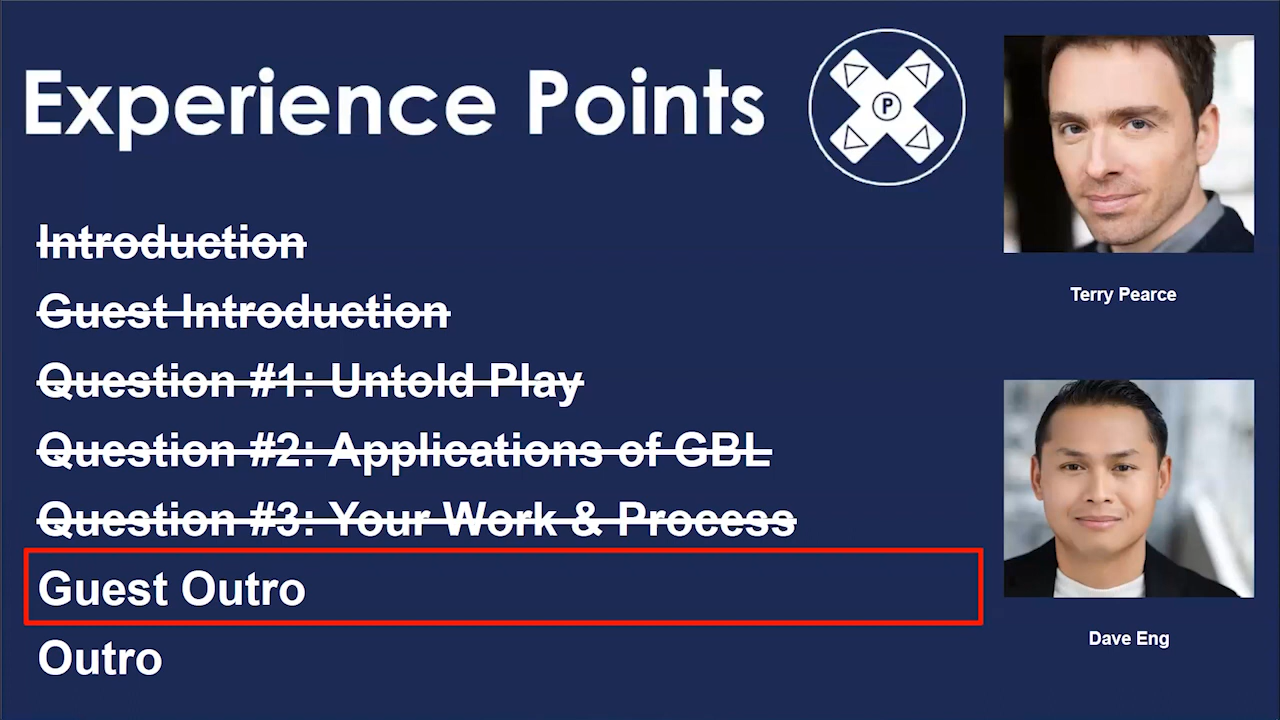 Experience Points
P
Introduction
Guest Introduction
Question #1: Untold Play
Question #2: Applications of GBL
Question #3: Your Work & Process
Guest Outro
Outro
Terry Pearce
Dave Eng